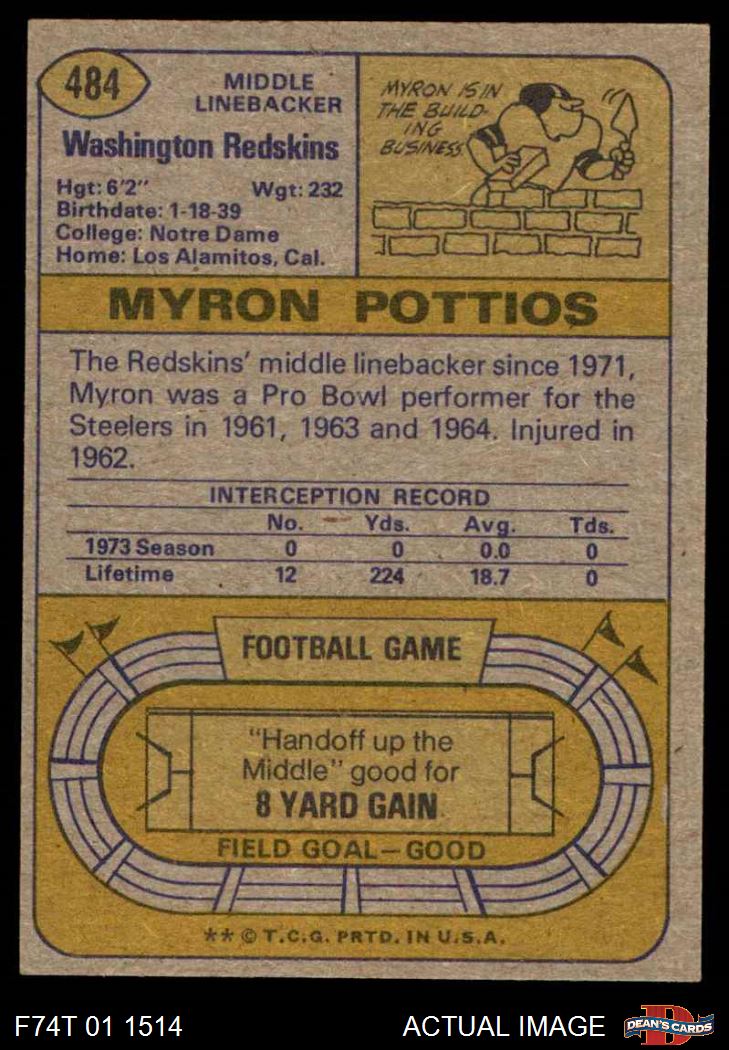 484
MIDDLE
LINEBACKER
Washington Redskins
Hgt: 6'2" Wgt: 232
Birthdate: 1-18-39
College: Notre Dame
Home: Los Alamitos, Cal.
MYRON IS IN
THE BUILD-
ING
BUSINESS.
MYRON POTTIOS
The Redskins' middle linebacker since 1971,
Myron was a Pro Bowl performer for the
Steelers in 1961, 1963 and 1964. Injured in
1962.
INTERCEPTION RECORD
No. Yds. Avg. Tds.
1973 Season 0 0 0.0 0
Lifetime 12 224 18.7 0
FOOTBALL GAME
"Handoff up the
Middle" good for
8 YARD GAIN
FIELD GOAL—GOOD
** © T.C.G. PRTD. IN U.S.A.
F74T 01 1514 ACTUAL IMAGE
D
DEAN'S CARDS